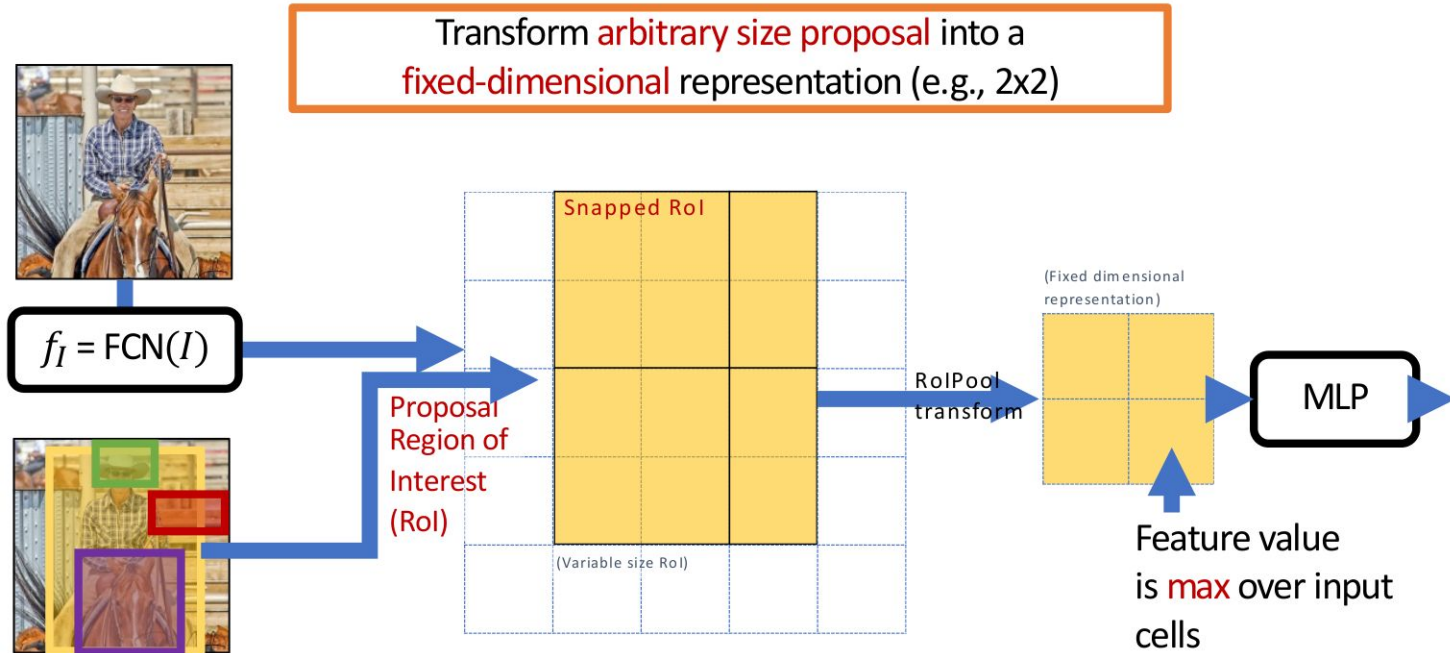 Transform arbitrary size proposal into a
fixed-dimensional representation (e.g., 2x2)
f_I = FCN(I)
Proposal
Region of
Interest
(RoI)
Snapped RoI
(Variable size RoI)
RoIPool
transform
(Fixed dimensional
representation)
MLP
Feature value
is max over input
cells